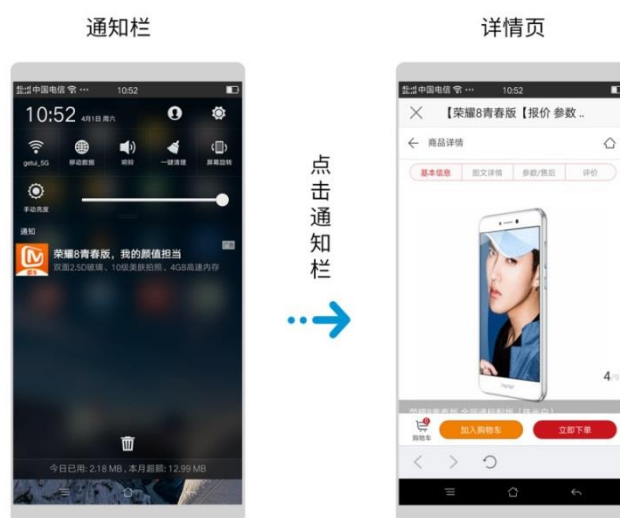 通知栏
详情页
中国电信
10:52
10:52 4月1日 周六
getui_5G
移动数据
响铃
一键清理
屏幕旋转
手动亮度
通知
荣耀8青春版，我的颜值担当
双面2.5D玻璃、10级美肤拍照、4GB高速内存
今日已用: 2.18 MB , 本月超额: 12.99 MB
点击通知栏
中国电信
10:52
【荣耀8青春版【报价 参数 ..
商品详情
基本信息
图文详情
参数/售后
评价
honor
4/9
购物车
加入购物车
立即下单